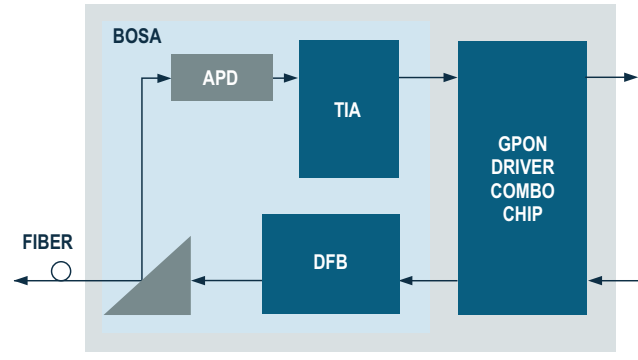 BOSA
APD
TIA
GPON
DRIVER
COMBO
CHIP
FIBER
DFB